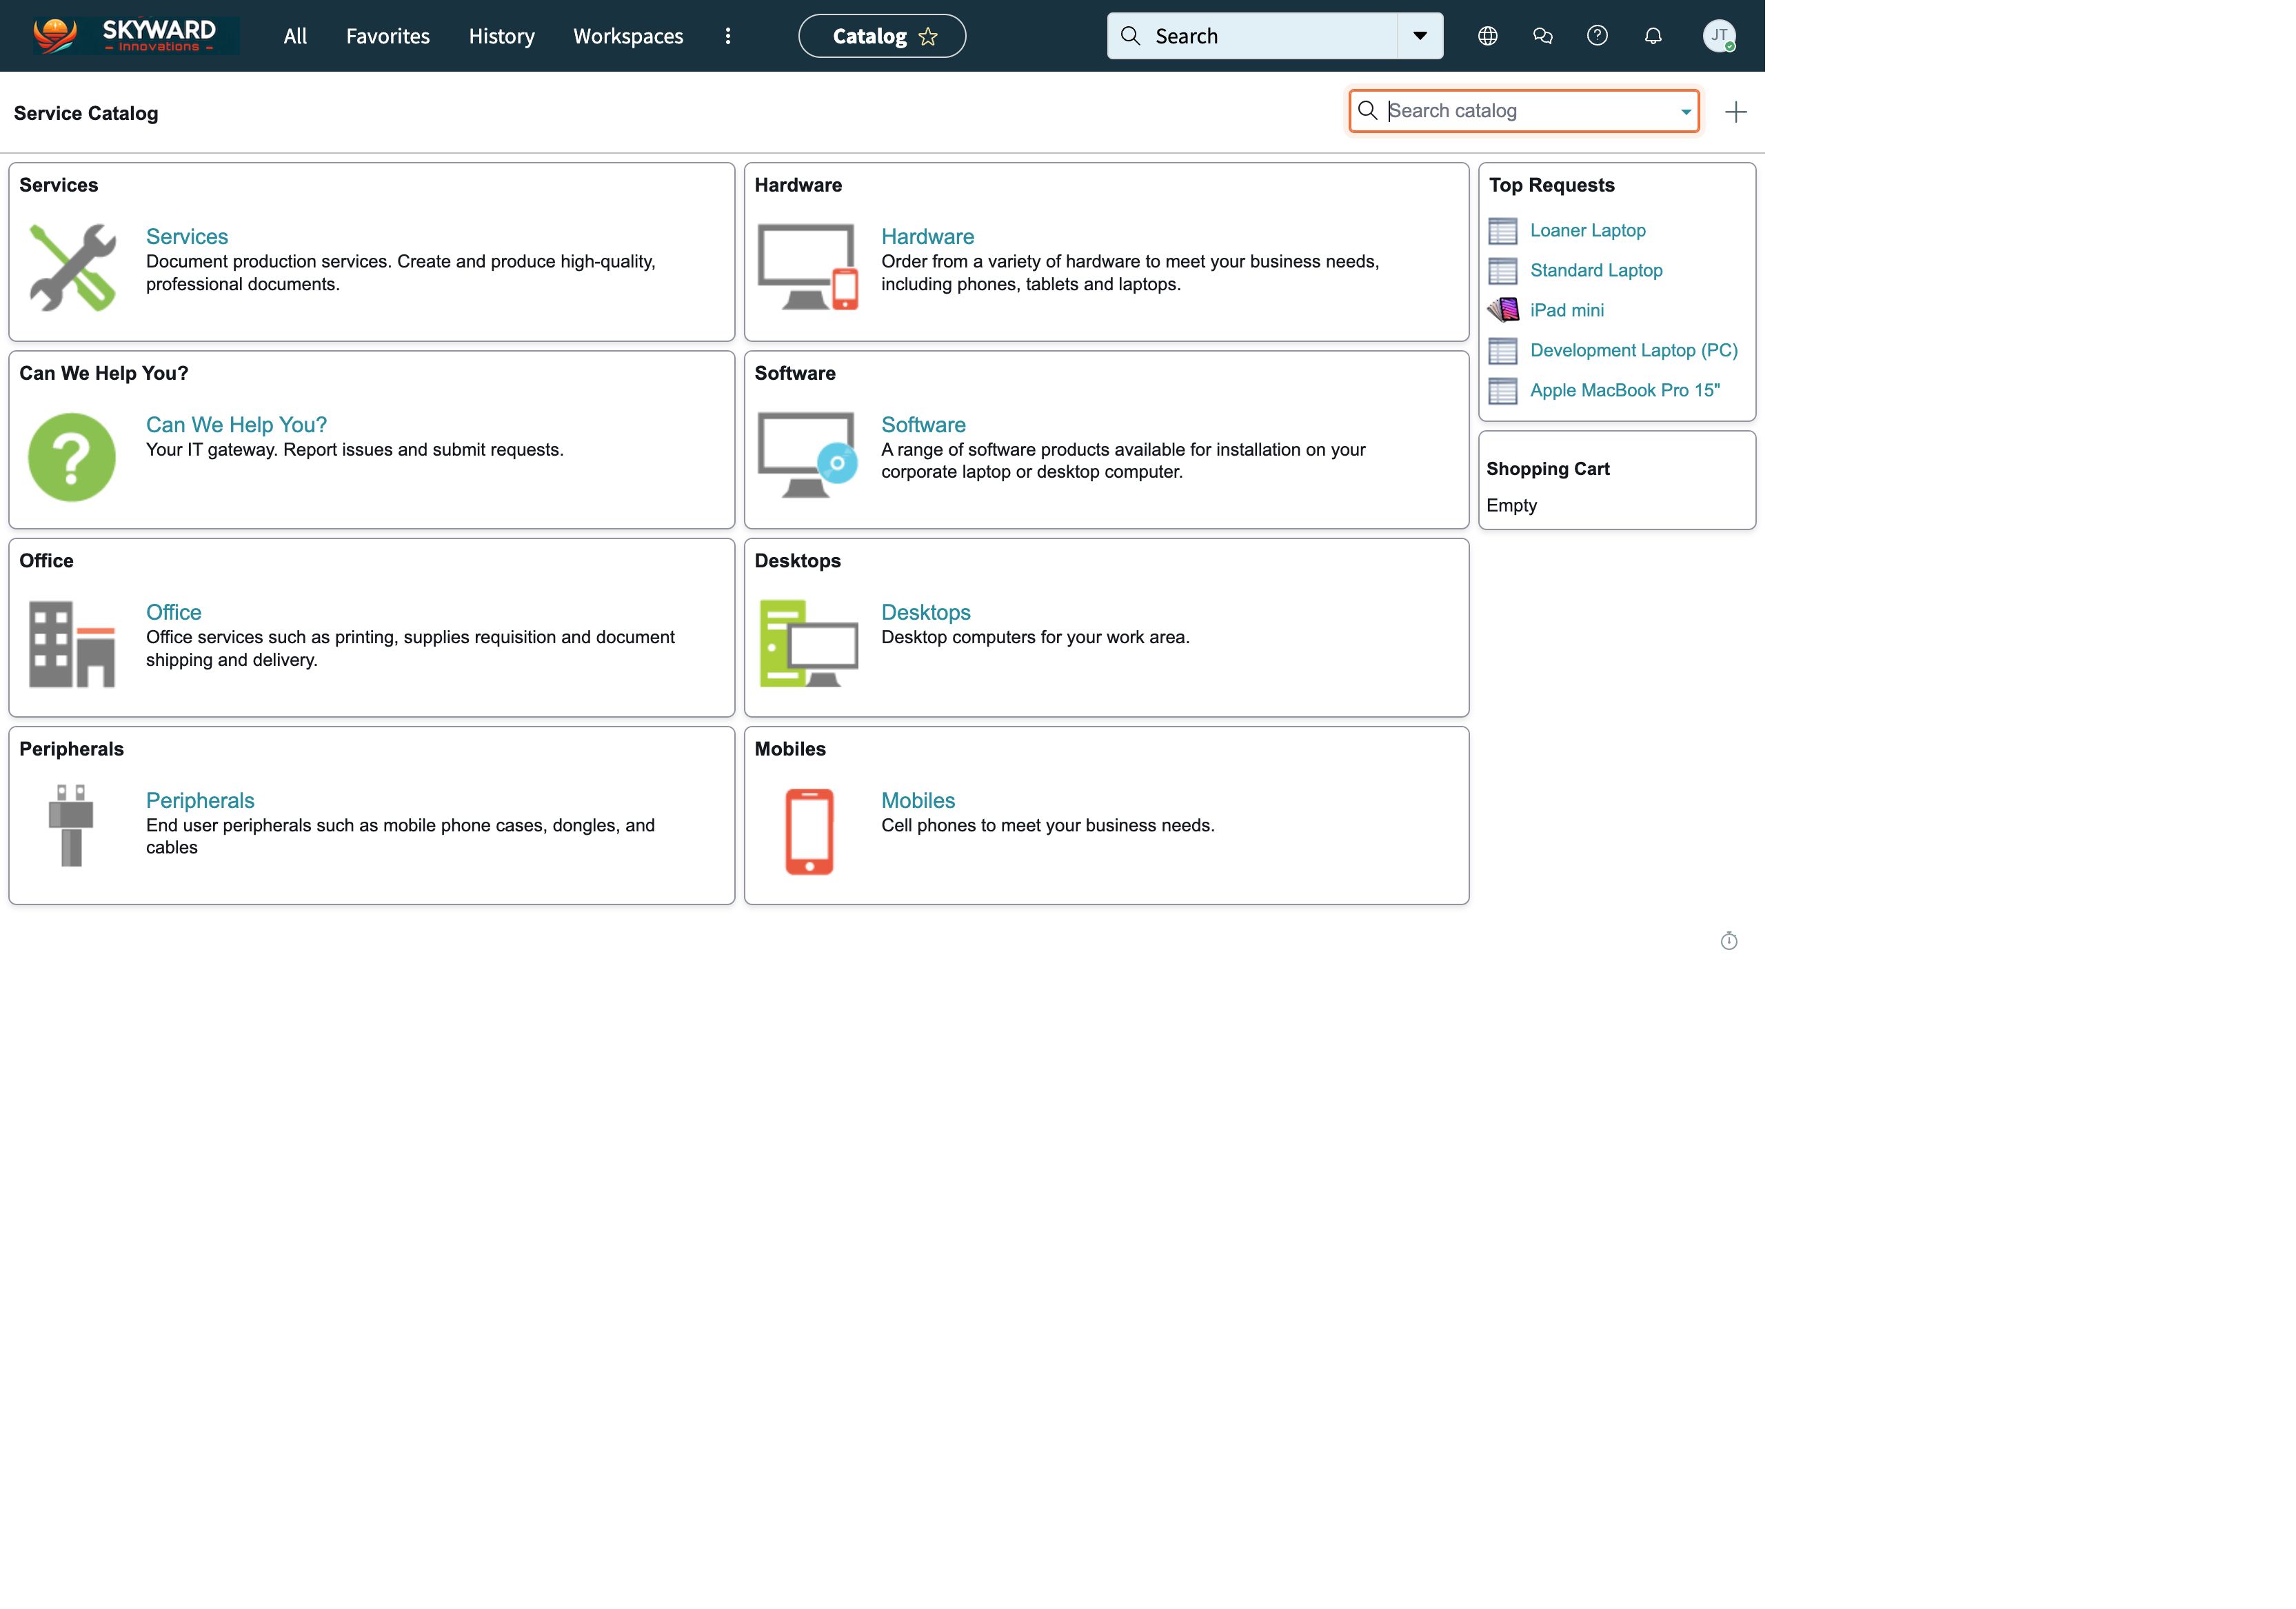 SKYWARD
Innovations
All
Favorites
History
Workspaces
Catalog
Search
JT
Service Catalog
Search catalog
Services
Services
Document production services. Create and produce high-quality,
professional documents.
Hardware
Hardware
Order from a variety of hardware to meet your business needs,
including phones, tablets and laptops.
Top Requests
Loaner Laptop
Standard Laptop
iPad mini
Development Laptop (PC)
Apple MacBook Pro 15"
Can We Help You?
Can We Help You?
Your IT gateway. Report issues and submit requests.
Software
Software
A range of software products available for installation on your
corporate laptop or desktop computer.
Shopping Cart
Empty
Office
Office
Office services such as printing, supplies requisition and document
shipping and delivery.
Desktops
Desktops
Desktop computers for your work area.
Peripherals
Peripherals
End user peripherals such as mobile phone cases, dongles, and
cables
Mobiles
Mobiles
Cell phones to meet your business needs.